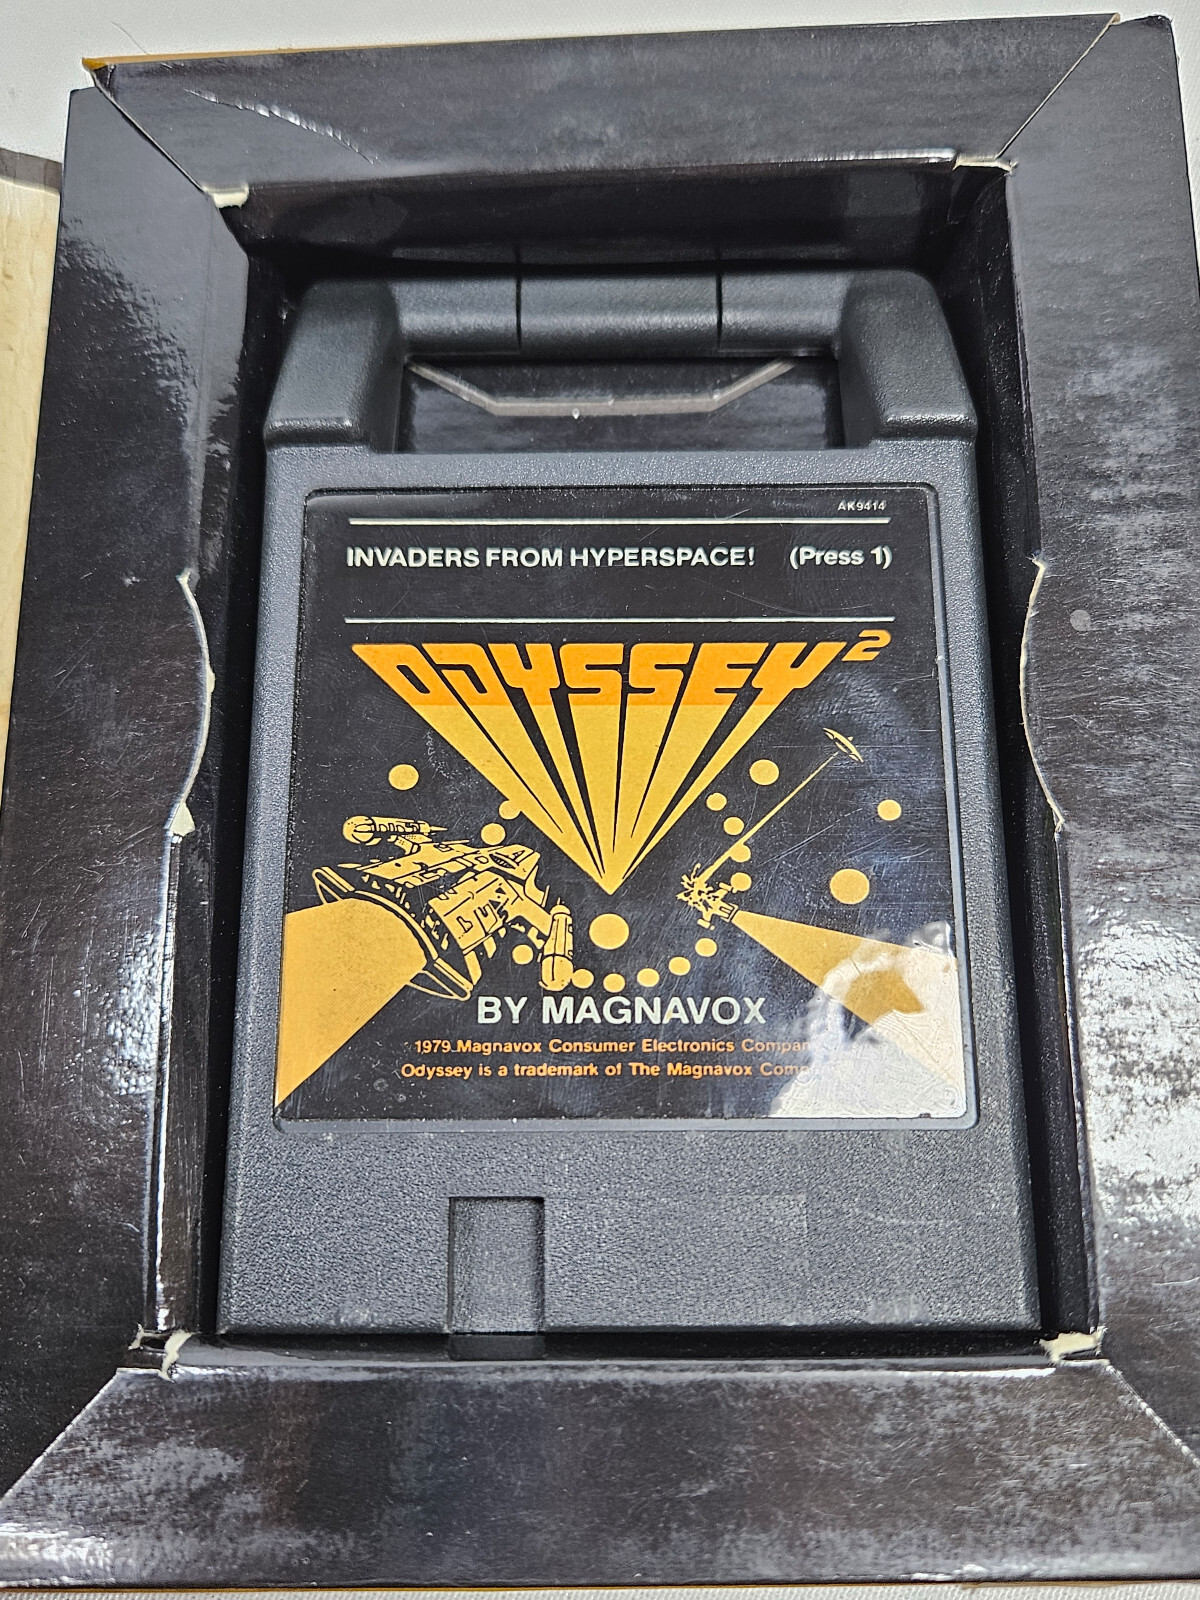 AK9414
INVADERS FROM HYPERSPACE! (Press 1)
ODYSSEY²
BY MAGNAVOX
1979 Magnavox Consumer Electronics
Odyssey is a trademark of The Magnavox